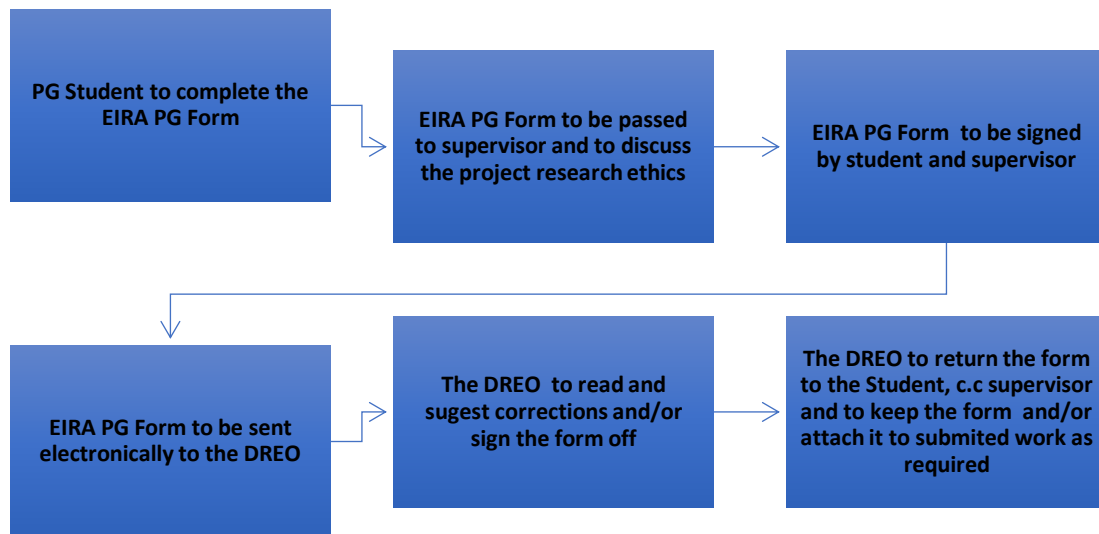 PG Student to complete the
EIRA PG Form
EIRA PG Form to be passed
to supervisor and to discuss
the project research ethics
EIRA PG Form to be signed
by student and supervisor
EIRA PG Form to be sent
electronically to the DREO
The DREO to read and
sugest corrections and/or
sign the form off
The DREO to return the form
to the Student, c.c supervisor
and to keep the form and/or
attach it to submited work as
required